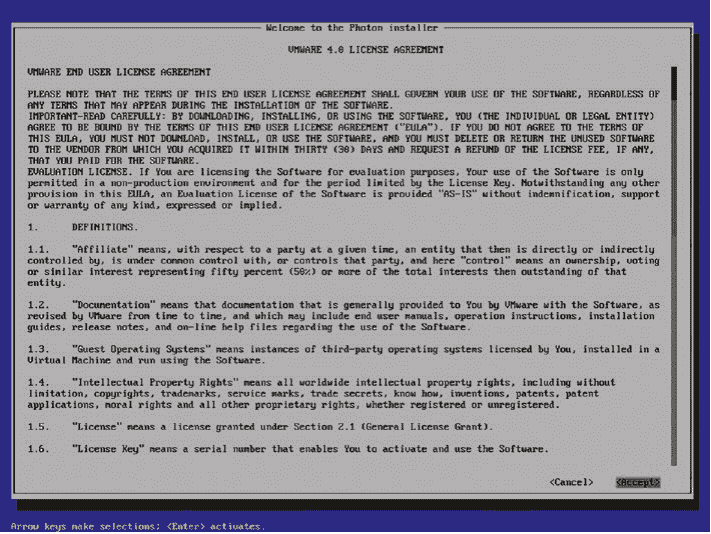 Welcome to the Photon installer
VMWARE 4.0 LICENSE AGREEMENT
VMWARE END USER LICENSE AGREEMENT
PLEASE NOTE THAT THE TERMS OF THIS END USER LICENSE AGREEMENT SHALL GOVERN YOUR USE OF THE SOFTWARE, REGARDLESS OF
ANY TERMS THAT MAY APPEAR DURING THE INSTALLATION OF THE SOFTWARE.
IMPORTANT-READ CAREFULLY: BY DOWNLOADING, INSTALLING, OR USING THE SOFTWARE, YOU (THE INDIVIDUAL OR LEGAL ENTITY)
AGREE TO BE BOUND BY THE TERMS OF THIS END USER LICENSE AGREEMENT ("EULA"). IF YOU DO NOT AGREE TO THE TERMS OF
THIS EULA, YOU MUST NOT DOWNLOAD, INSTALL, OR USE THE SOFTWARE, AND YOU MUST DELETE OR RETURN THE UNUSED SOFTWARE
TO THE VENDOR FROM WHICH YOU ACQUIRED IT WITHIN THIRTY (30) DAYS AND REQUEST A REFUND OF THE LICENSE FEE, IF ANY,
THAT YOU PAID FOR THE SOFTWARE.
EVALUATION LICENSE. If You are licensing the Software for evaluation purposes, Your use of the Software is only
permitted in a non-production environment and for the period limited by the License Key. Notwithstanding any other
provision in this EULA, an Evaluation License of the Software is provided "AS-IS" without indemnification, support
or warranty of any kind, expressed or implied.
1. DEFINITIONS.
1.1. "Affiliate" means, with respect to a party at a given time, an entity that then is directly or indirectly
controlled by, is under common control with, or controls that party, and here "control" means an ownership, voting
or similar interest representing fifty percent (50%) or more of the total interests then outstanding of that
entity.
1.2. "Documentation" means that documentation that is generally provided to You by VMware with the Software, as
revised by VMware from time to time, and which may include end user manuals, operation instructions, installation
guides, release notes, and on-line help files regarding the use of the Software.
1.3. "Guest Operating Systems" means instances of third-party operating systems licensed by You, installed in a
Virtual Machine and run using the Software.
1.4. "Intellectual Property Rights" means all worldwide intellectual property rights, including without
limitation, copyrights, trademarks, service marks, trade secrets, know how, inventions, patents, patent
applications, moral rights and all other proprietary rights, whether registered or unregistered.
1.5. "License" means a license granted under Section 2.1 (General License Grant).
1.6. "License Key" means a serial number that enables You to activate and use the Software.
<Cancel> <Accept>
Arrow keys make selections; <Enter> activates.